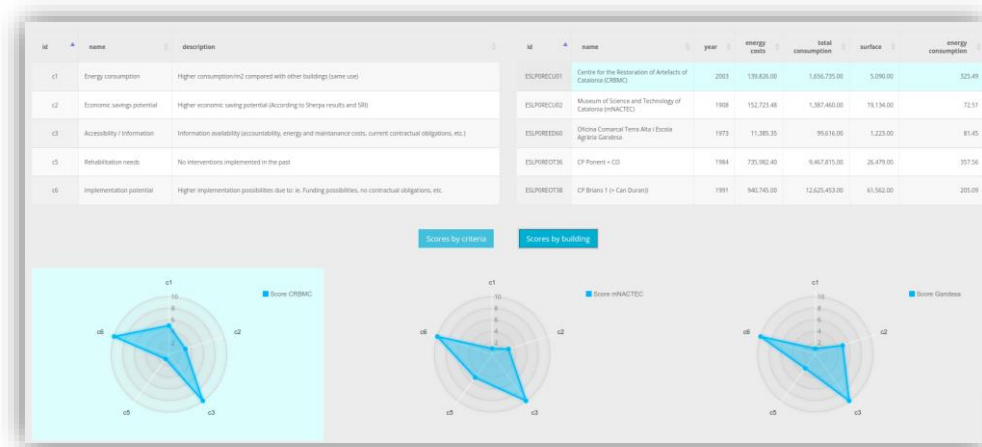 id name description
c1 Energy consumption Higher consumption/m2 compared with other buildings (same use)
c2 Economic savings potential Higher economic saving potential (According to Sherpa results and SRI)
c3 Accessibility / Information Information availability (accountability, energy and maintanance costs, current contractual obligations, etc.)
c5 Rehabilitation needs No interventions implemented in the past
c6 Implementation potential Higher implementation possibilities due to: ie. Funding possibilities, no contractual obligations, etc.
id name year energy costs total consumption surface energy consumption
ESLP0RECU01 Centre for the Restoration of Artefacts of Catalonia (CRBMC) 2003 139,826.00 1,656,735.00 5,090.00 325.49
ESLP0RECU02 Museum of Science and Technology of Catalonia (mNACTEC) 1908 152,723.48 1,387,460.00 19,134.00 72.51
ESLP0REED60 Oficina Comarcal Terra Alta i Escola Agrària Gandesa 1973 11,385.35 99,616.00 1,223.00 81.45
ESLP0REOT36 CP Ponent + CO 1984 735,982.40 9,467,815.00 26,479.00 357.56
ESLP0REOT38 CP Brians 1 (+ Can Duran)) 1991 940,745.00 12,625,453.00 61,562.00 205.09
Scores by criteria Scores by building
Score CRBMC
c1
10
8
6
4
2
c2
c3
c5
c6
Score mNACTEC
c1
10
8
6
4
2
c2
c3
c5
c6
Score Gandesa
c1
10
8
6
4
2
c2
c3
c5
c6